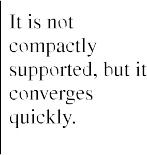 It is not
compactly
supported, but it
converges
quickly.